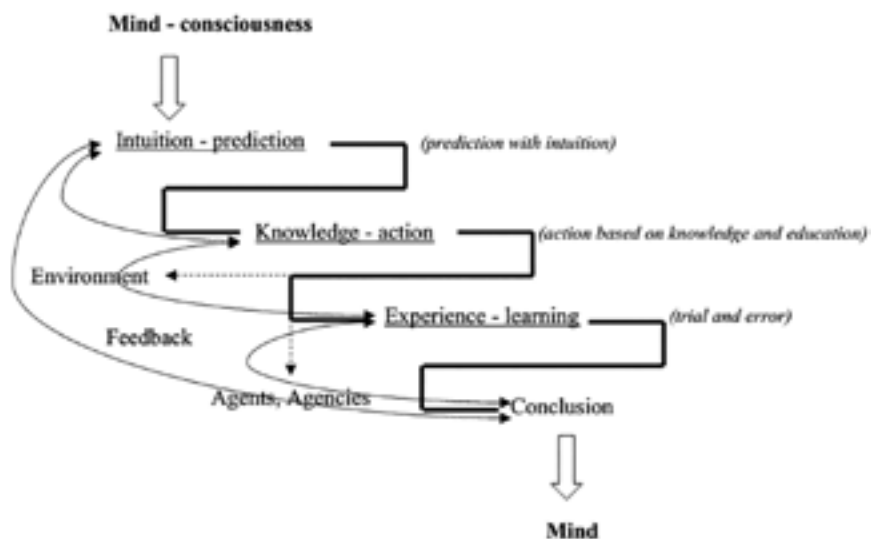 Mind - consciousness
Intuition - prediction
(prediction with intuition)
Knowledge - action
(action based on knowledge and education)
Environment
Experience - learning
(trial and error)
Feedback
Agents, Agencies
Conclusion
Mind